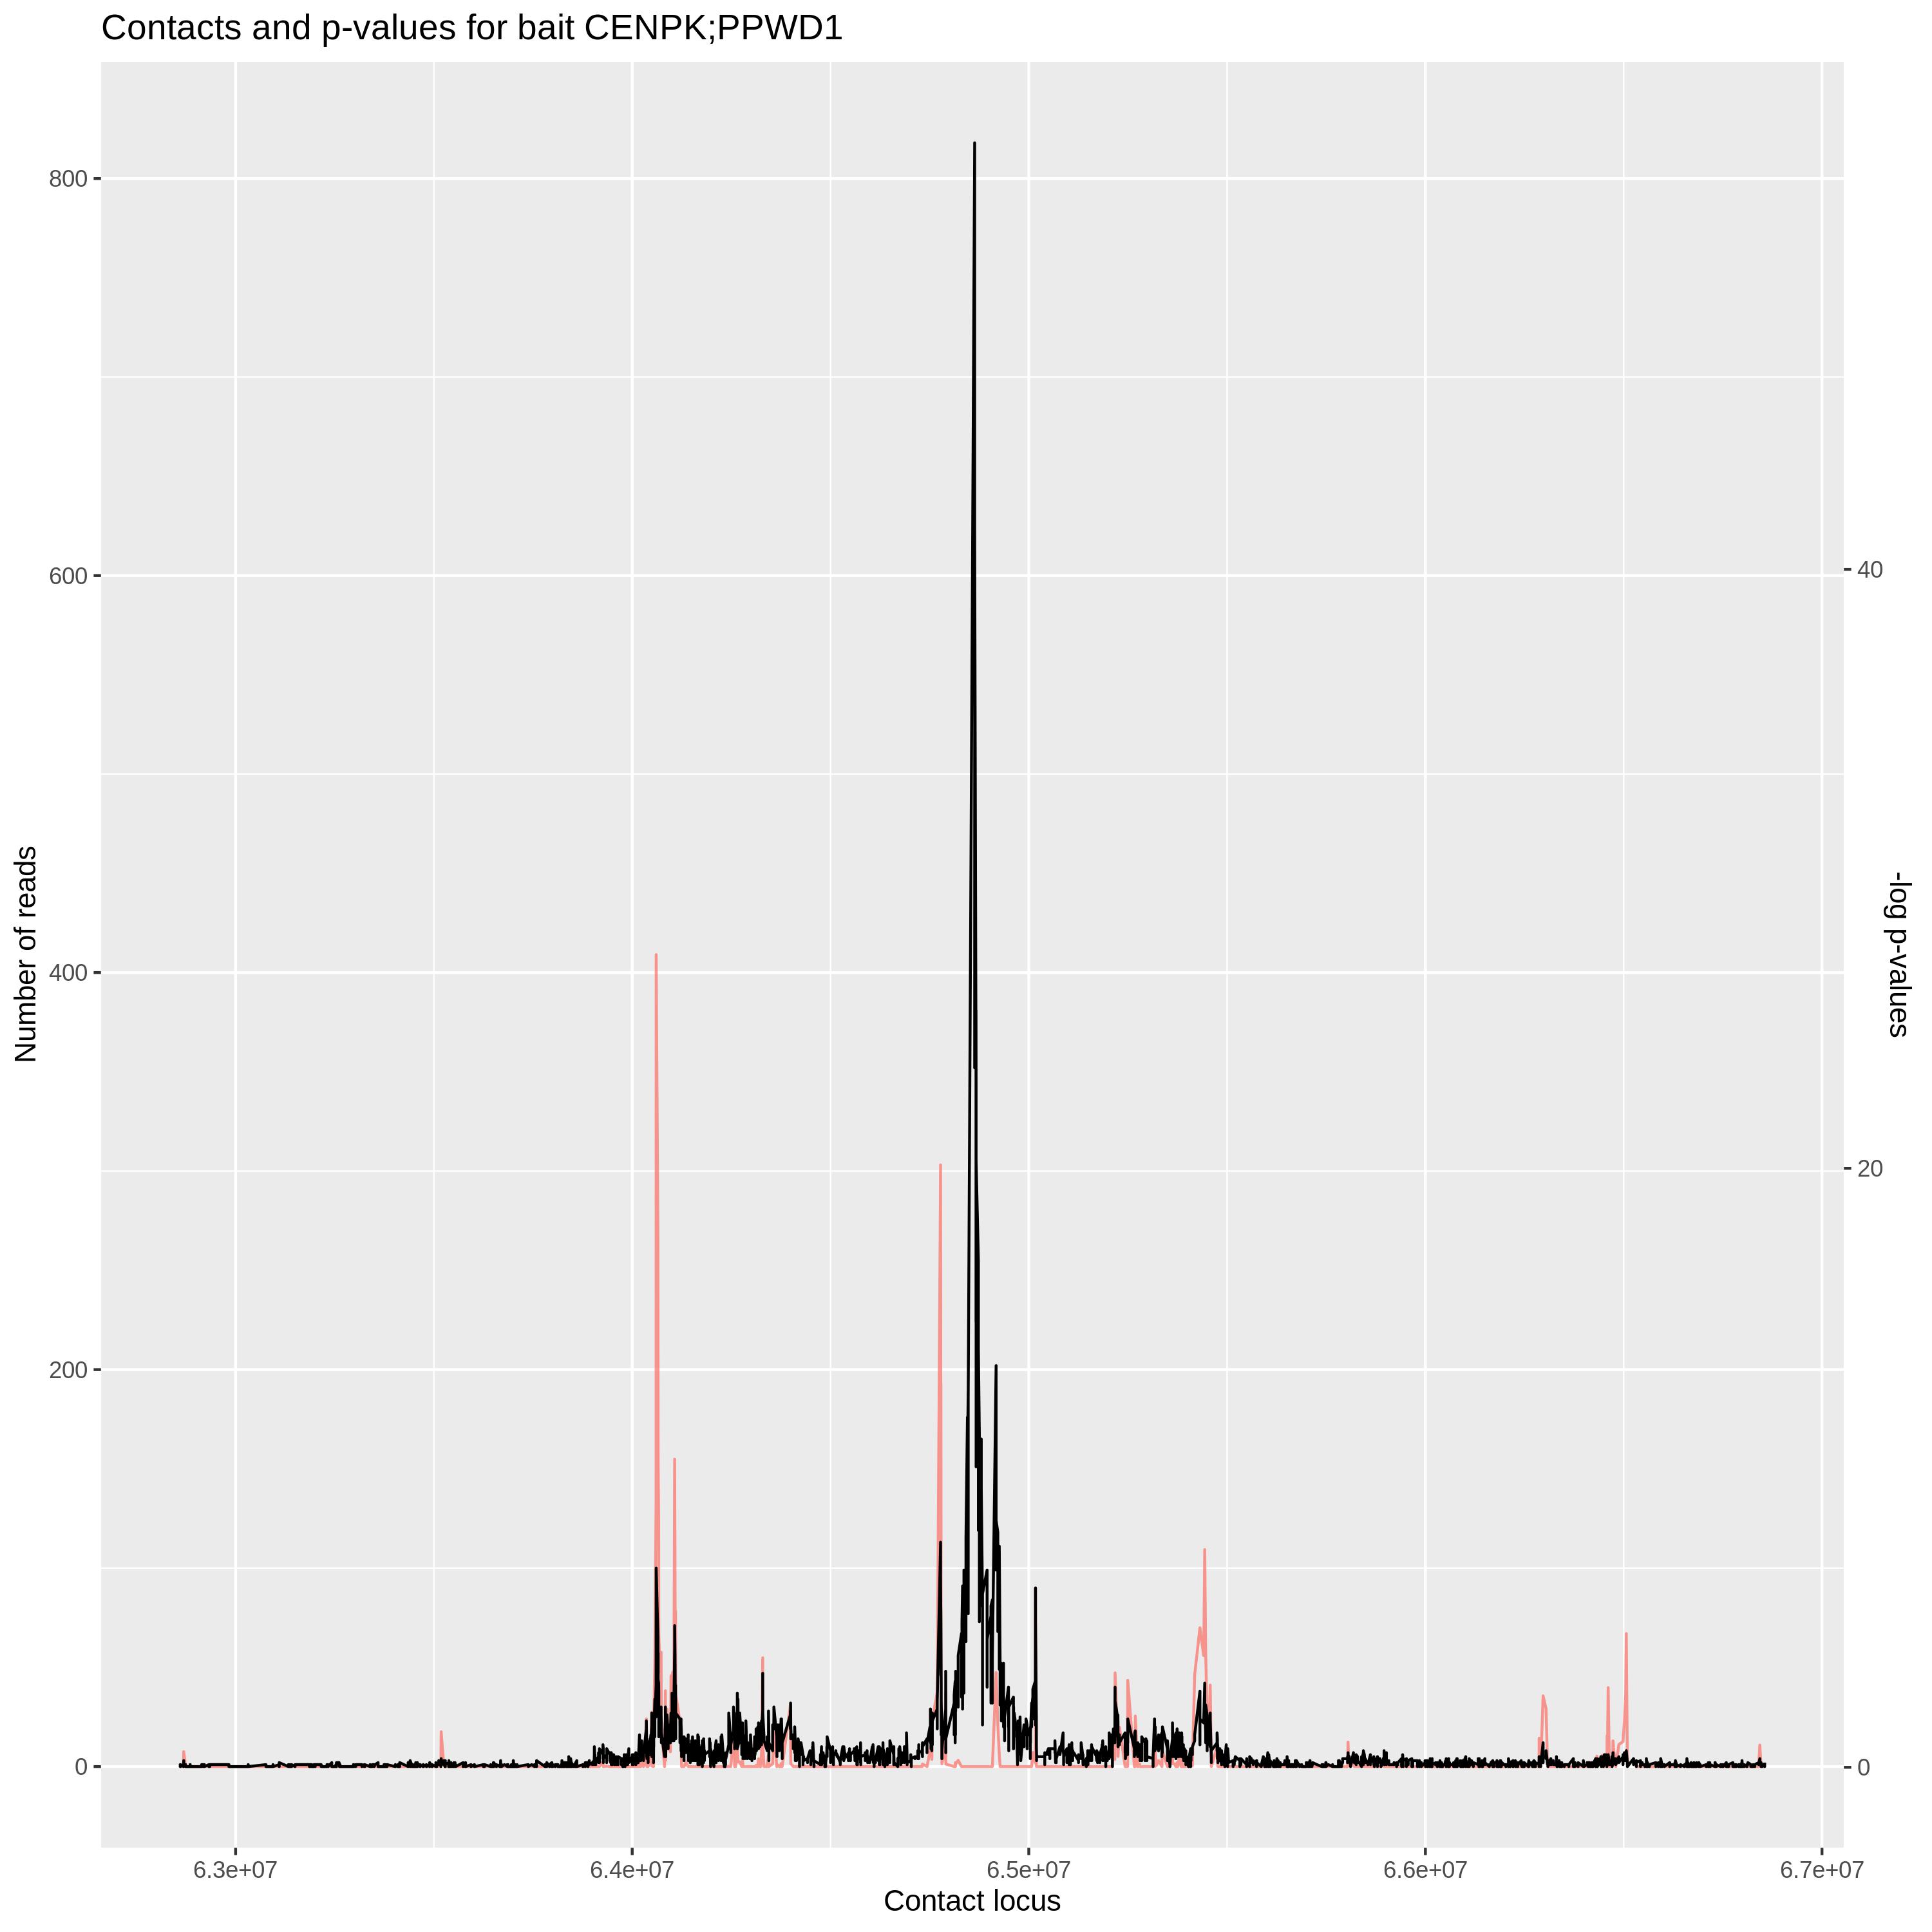 Contacts and p-values for bait CENPK;PPWD1
800
600
400
200
0
Number of reads
40
20
0
-log p-values
6.3e+07
6.4e+07
6.5e+07
6.6e+07
6.7e+07
Contact locus